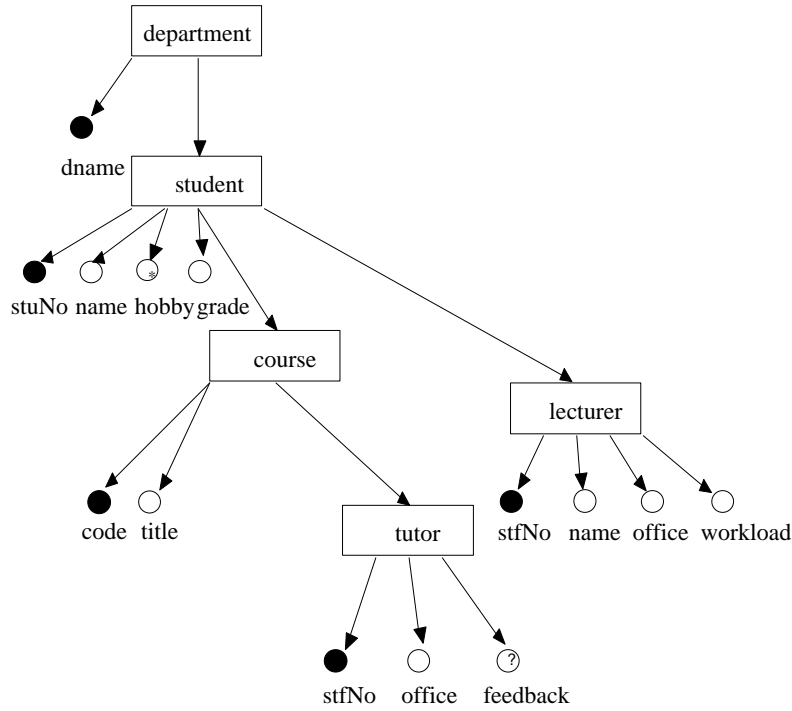 department
dname
student
stuNo name hobby grade
*
course
lecturer
code title
stfNo name office workload
tutor
?
stfNo office feedback